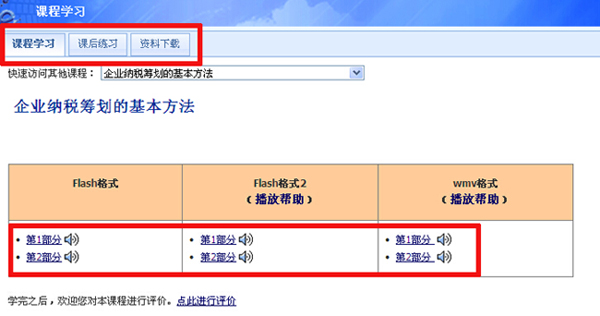 课程学习
课程学习 课后练习 资料下载
快速访问其他课程： 企业纳税筹划的基本方法
企业纳税筹划的基本方法
Flash格式 Flash格式2 wmv格式
（播放帮助） （播放帮助）
• 第1部分 • 第1部分 • 第1部分
• 第2部分 • 第2部分 • 第2部分
学完之后，欢迎您对本课程进行评价。点此进行评价